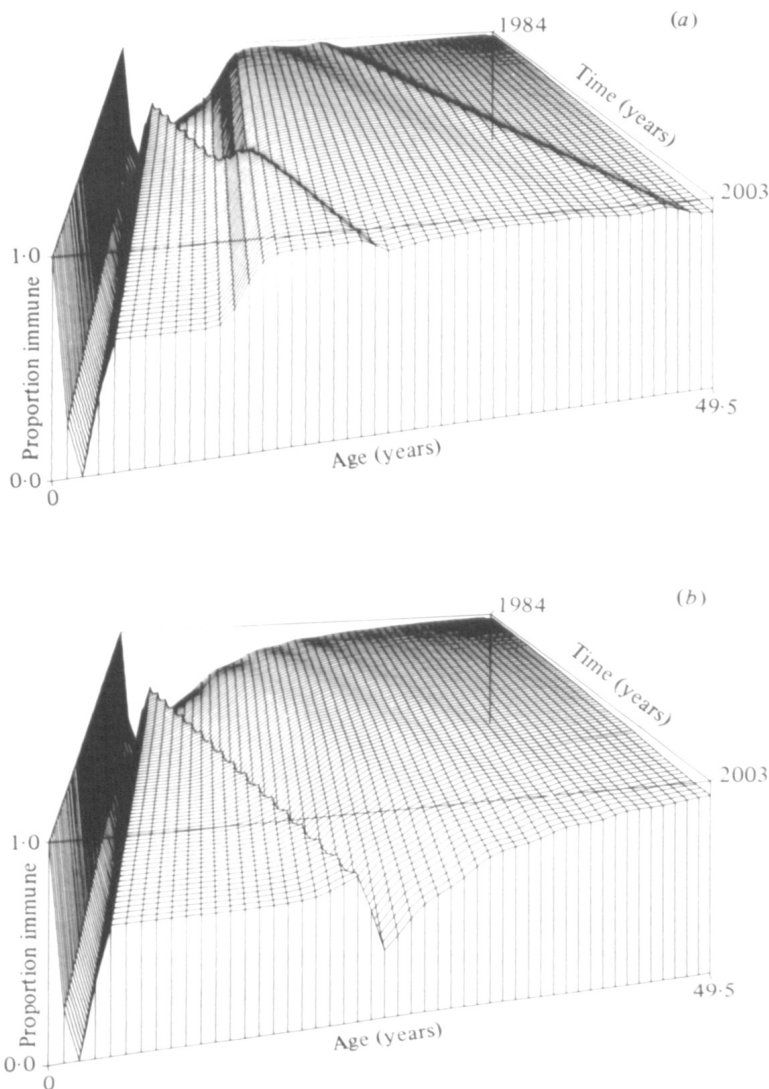 (a)
1984
Time (years)
2003
1·0
Proportion immune
0·0
0
Age (years)
49·5
(b)
1984
Time (years)
2003
1·0
Proportion immune
0·0
0
Age (years)
49·5